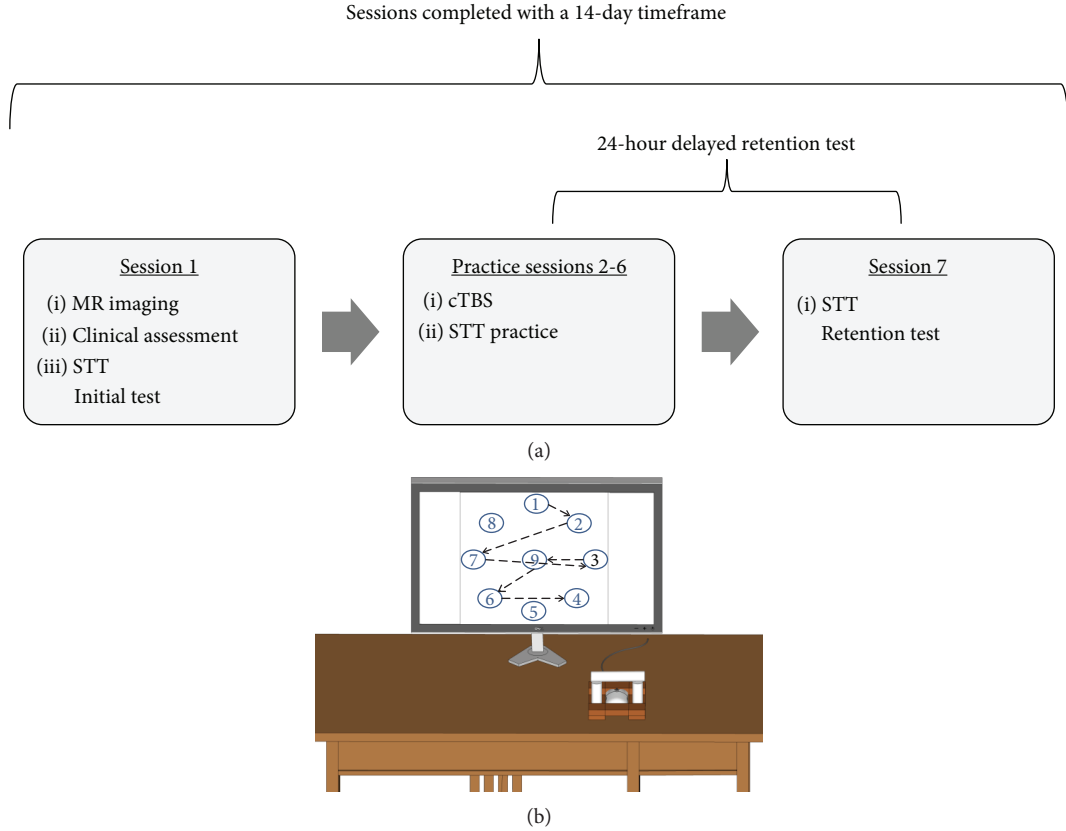 Sessions completed with a 14-day timeframe
24-hour delayed retention test
Session 1
(i) MR imaging
(ii) Clinical assessment
(iii) STT
Initial test
Practice sessions 2-6
(i) cTBS
(ii) STT practice
Session 7
(i) STT
Retention test
(a)
1
8
2
7
9
3
6
5
4
(b)